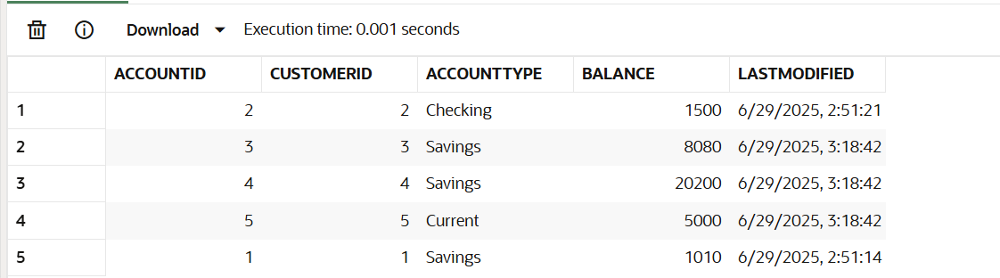 Download Execution time: 0.001 seconds
ACCOUNTID CUSTOMERID ACCOUNTTYPE BALANCE LASTMODIFIED
1 2 2 Checking 1500 6/29/2025, 2:51:21
2 3 3 Savings 8080 6/29/2025, 3:18:42
3 4 4 Savings 20200 6/29/2025, 3:18:42
4 5 5 Current 5000 6/29/2025, 3:18:42
5 1 1 Savings 1010 6/29/2025, 2:51:14